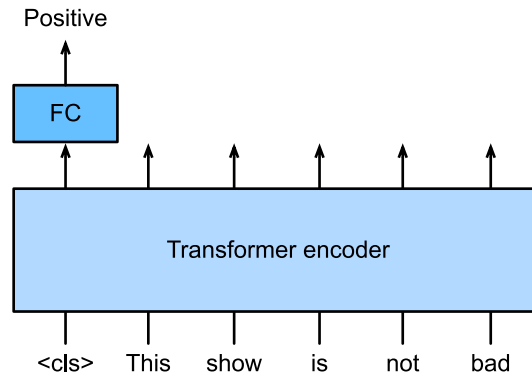 Positive
FC
Transformer encoder
<cls> This show is not bad